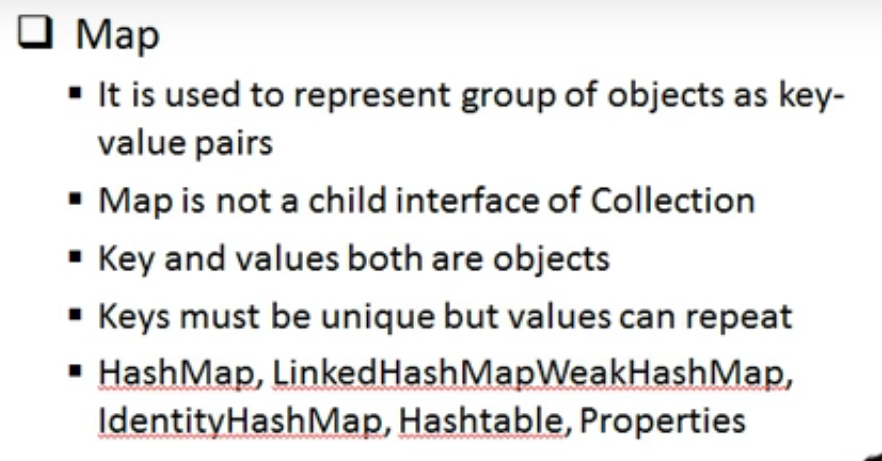 Map
It is used to represent group of objects as key-
value pairs
Map is not a child interface of Collection
Key and values both are objects
Keys must be unique but values can repeat
HashMap, LinkedHashMapWeakHashMap,
IdentityHashMap, Hashtable, Properties